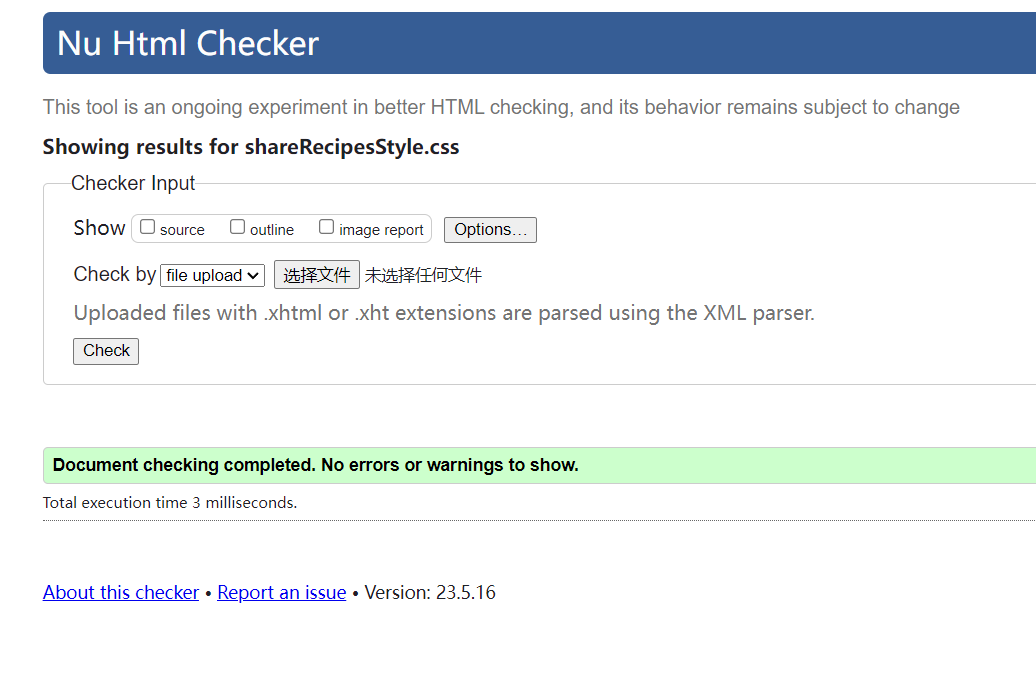 Nu Html Checker
This tool is an ongoing experiment in better HTML checking, and its behavior remains subject to change
Showing results for shareRecipesStyle.css
Checker Input
Show source outline image report Options...
Check by file upload 选择文件 未选择任何文件
Uploaded files with .xhtml or .xht extensions are parsed using the XML parser.
Check
Document checking completed. No errors or warnings to show.
Total execution time 3 milliseconds.
About this checker • Report an issue • Version: 23.5.16